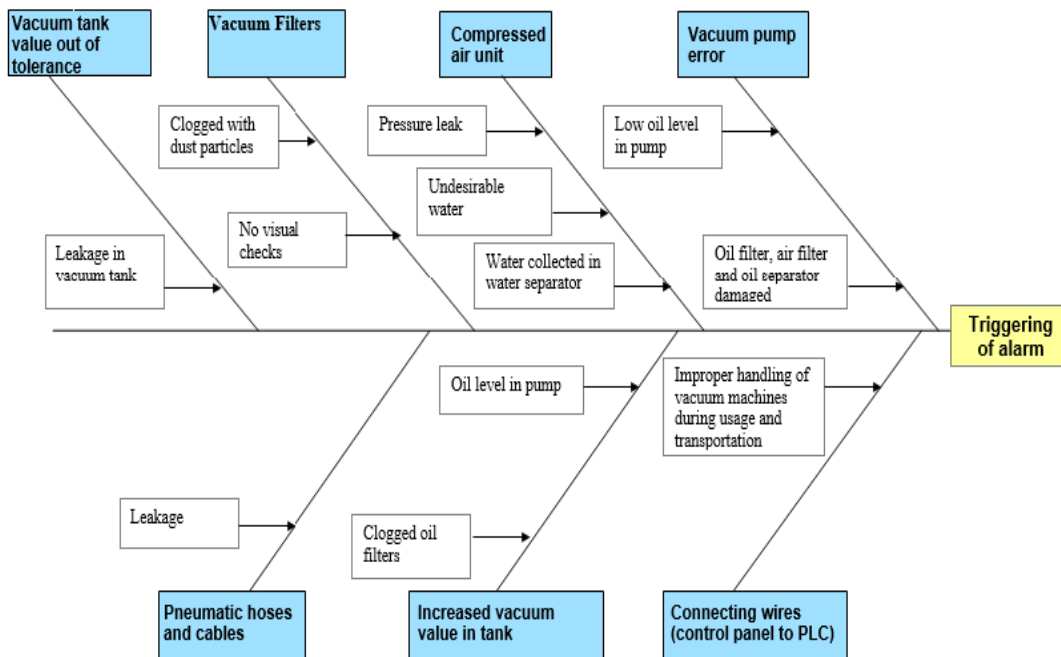 Vacuum tank
value out of
tolerance
Vacuum Filters
Compressed
air unit
Vacuum pump
error
Clogged with
dust particles
Pressure leak
Low oil level
in pump
Undesirable
water
No visual
checks
Leakage in
vacuum tank
Water collected in
water separator
Oil filter, air filter
and oil separator
damaged
Triggering
of alarm
Oil level in pump
Improper handling of
vacuum machines
during usage and
transportation
Leakage
Clogged oil
filters
Pneumatic hoses
and cables
Increased vacuum
value in tank
Connecting wires
(control panel to PLC)